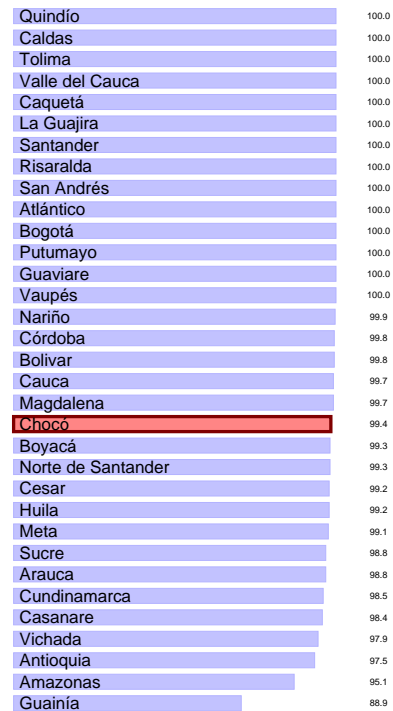 Quindío 100.0
Caldas 100.0
Tolima 100.0
Valle del Cauca 100.0
Caquetá 100.0
La Guajira 100.0
Santander 100.0
Risaralda 100.0
San Andrés 100.0
Atlántico 100.0
Bogotá 100.0
Putumayo 100.0
Guaviare 100.0
Vaupés 100.0
Nariño 99.9
Córdoba 99.8
Bolivar 99.8
Cauca 99.7
Magdalena 99.7
Chocó 99.4
Boyacá 99.3
Norte de Santander 99.3
Cesar 99.2
Huila 99.2
Meta 99.1
Sucre 98.8
Arauca 98.8
Cundinamarca 98.5
Casanare 98.4
Vichada 97.9
Antioquia 97.5
Amazonas 95.1
Guainía 88.9